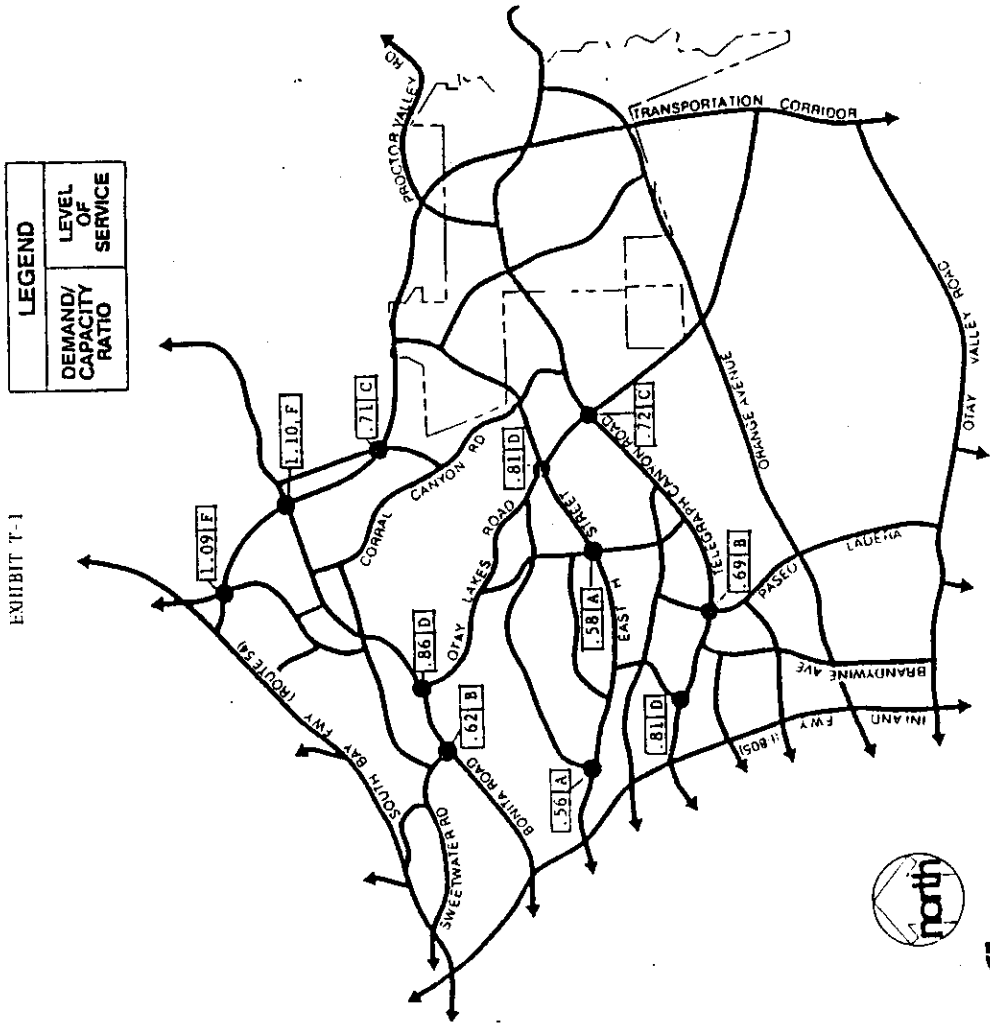 EXHIBIT T-1
LEGEND
DEMAND/
CAPACITY
RATIO
LEVEL
OF
SERVICE
PROCTOR VALLEY RD
TRANSPORTATION CORRIDOR
1.09 F
1.10 F
.71 C
CORRAL CANYON RD
SOUTH BAY FWY (ROUTE 54)
.86 D
OTAY LAKES ROAD
.81 D
.72 C
.62 B
SWEETWATER RD
BONITA ROAD
EAST H STREET
.58 A
TELEGRAPH CANYON ROAD
ORANGE AVENUE
OTAY VALLEY ROAD
.69 B
PASEO LADERA
.56 A
.81 D
BRANDYWINE AVE
INLAND FWY (I-805)
north